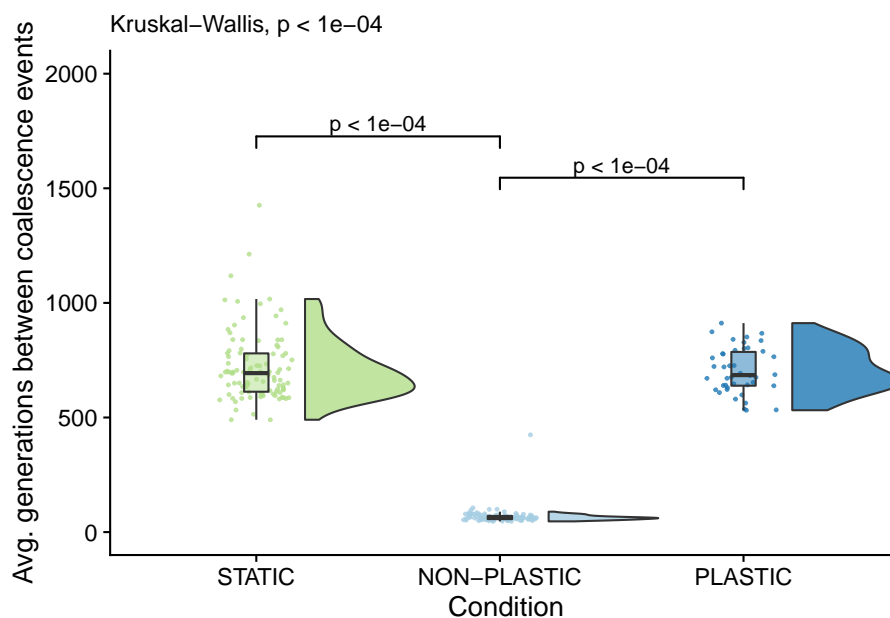 Kruskal−Wallis, p < 1e−04
Avg. generations between coalescence events
2000
1500
1000
500
0
p < 1e−04
p < 1e−04
STATIC
NON−PLASTIC
PLASTIC
Condition